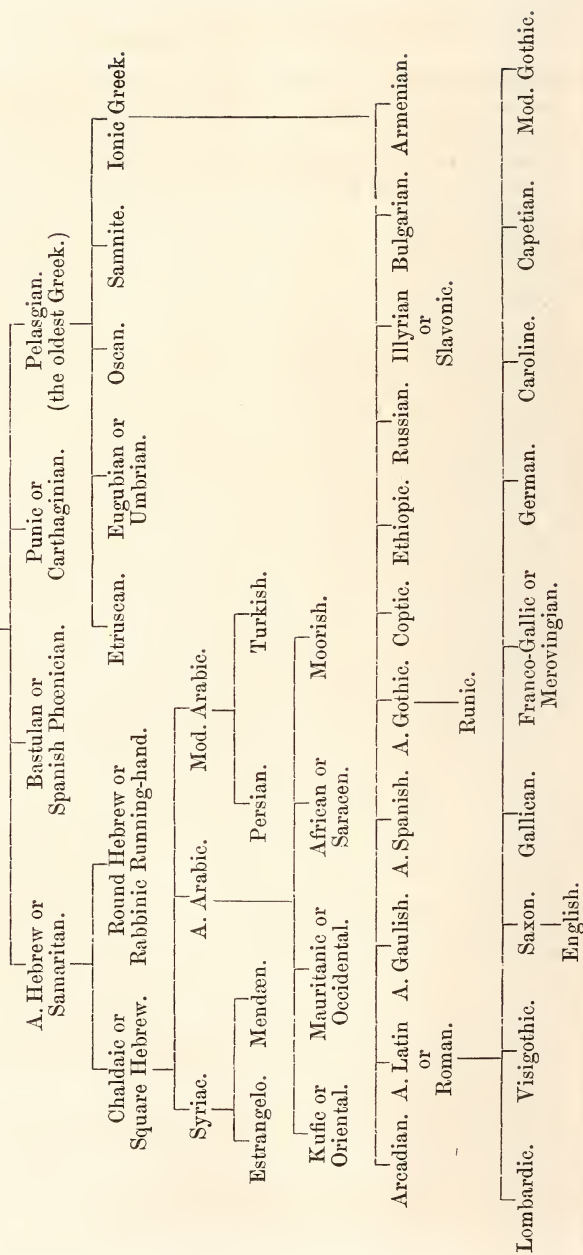 A. Hebrew or
Samaritan.
Bastulan or
Spanish Phœnician.
Punic or
Carthaginian.
Pelasgian.
(the oldest Greek.)
Chaldaic or
Square Hebrew.
Round Hebrew or
Rabbinic Running-hand.
Etruscan.
Eugubian or
Umbrian.
Oscan.
Samnite.
Ionic Greek.
Syriac.
A. Arabic.
Mod. Arabic.
Estrangelo.
Mendæn.
Persian.
Turkish.
Kufic or
Oriental.
Mauritanic or
Occidental.
African or
Saracen.
Moorish.
Arcadian.
A. Latin
or
Roman.
A. Gaulish.
A. Spanish.
A. Gothic.
Coptic.
Ethiopic.
Russian.
Illyrian
or
Slavonic.
Bulgarian.
Armenian.
Runic.
Lombardic.
Visigothic.
Saxon.
Gallican.
Franco-Gallic or
Merovingian.
German.
Caroline.
Capetian.
Mod. Gothic.
English.